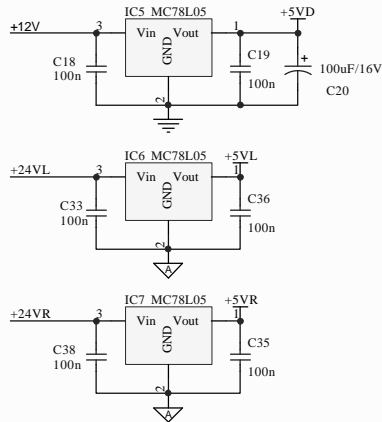 IC5 MC78L05
+5VD
+12V
3
Vin
Vout
1
GND
2
C18
100n
C19
100n
+
100uF/16V
C20
IC6 MC78L05
+5VL
+24VL
3
Vin
Vout
1
GND
2
C33
100n
C36
100n
A
IC7 MC78L05
+5VR
+24VR
3
Vin
Vout
1
GND
2
C38
100n
C35
100n
A